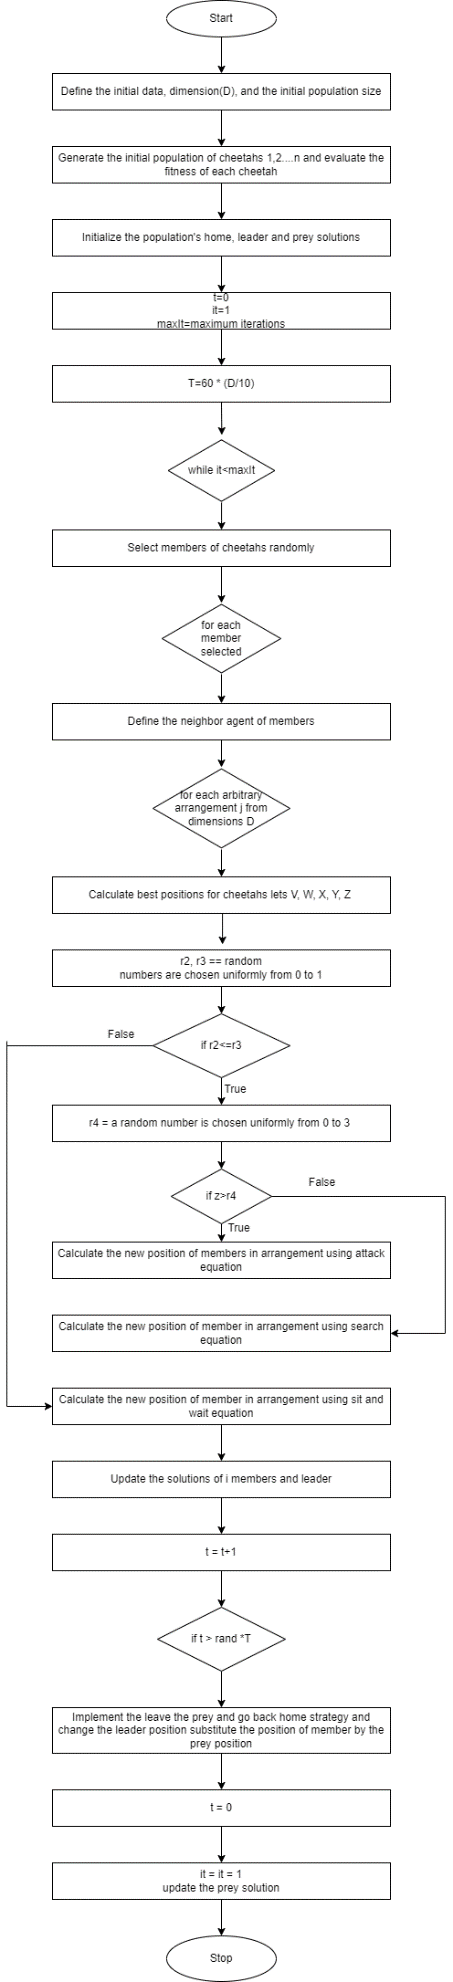 Start
Define the initial data, dimension(D), and the initial population size
Generate the initial population of cheetahs 1,2....n and evaluate the
fitness of each cheetah
Initialize the population's home, leader and prey solutions
t=0
it=1
maxIt=maximum iterations
T=60 * (D/10)
while it<maxIt
Select members of cheetahs randomly
for each
member
selected
Define the neighbor agent of members
for each arbitrary
arrangement j from
dimensions D
Calculate best positions for cheetahs lets V, W, X, Y, Z
r2, r3 == random
numbers are chosen uniformly from 0 to 1
False
if r2<=r3
True
r4 = a random number is chosen uniformly from 0 to 3
False
if z>r4
True
Calculate the new position of members in arrangement using attack
equation
Calculate the new position of member in arrangement using search
equation
Calculate the new position of member in arrangement using sit and
wait equation
Update the solutions of i members and leader
t = t+1
if t > rand *T
Implement the leave the prey and go back home strategy and
change the leader position substitute the position of member by the
prey position
t = 0
it = it = 1
update the prey solution
Stop